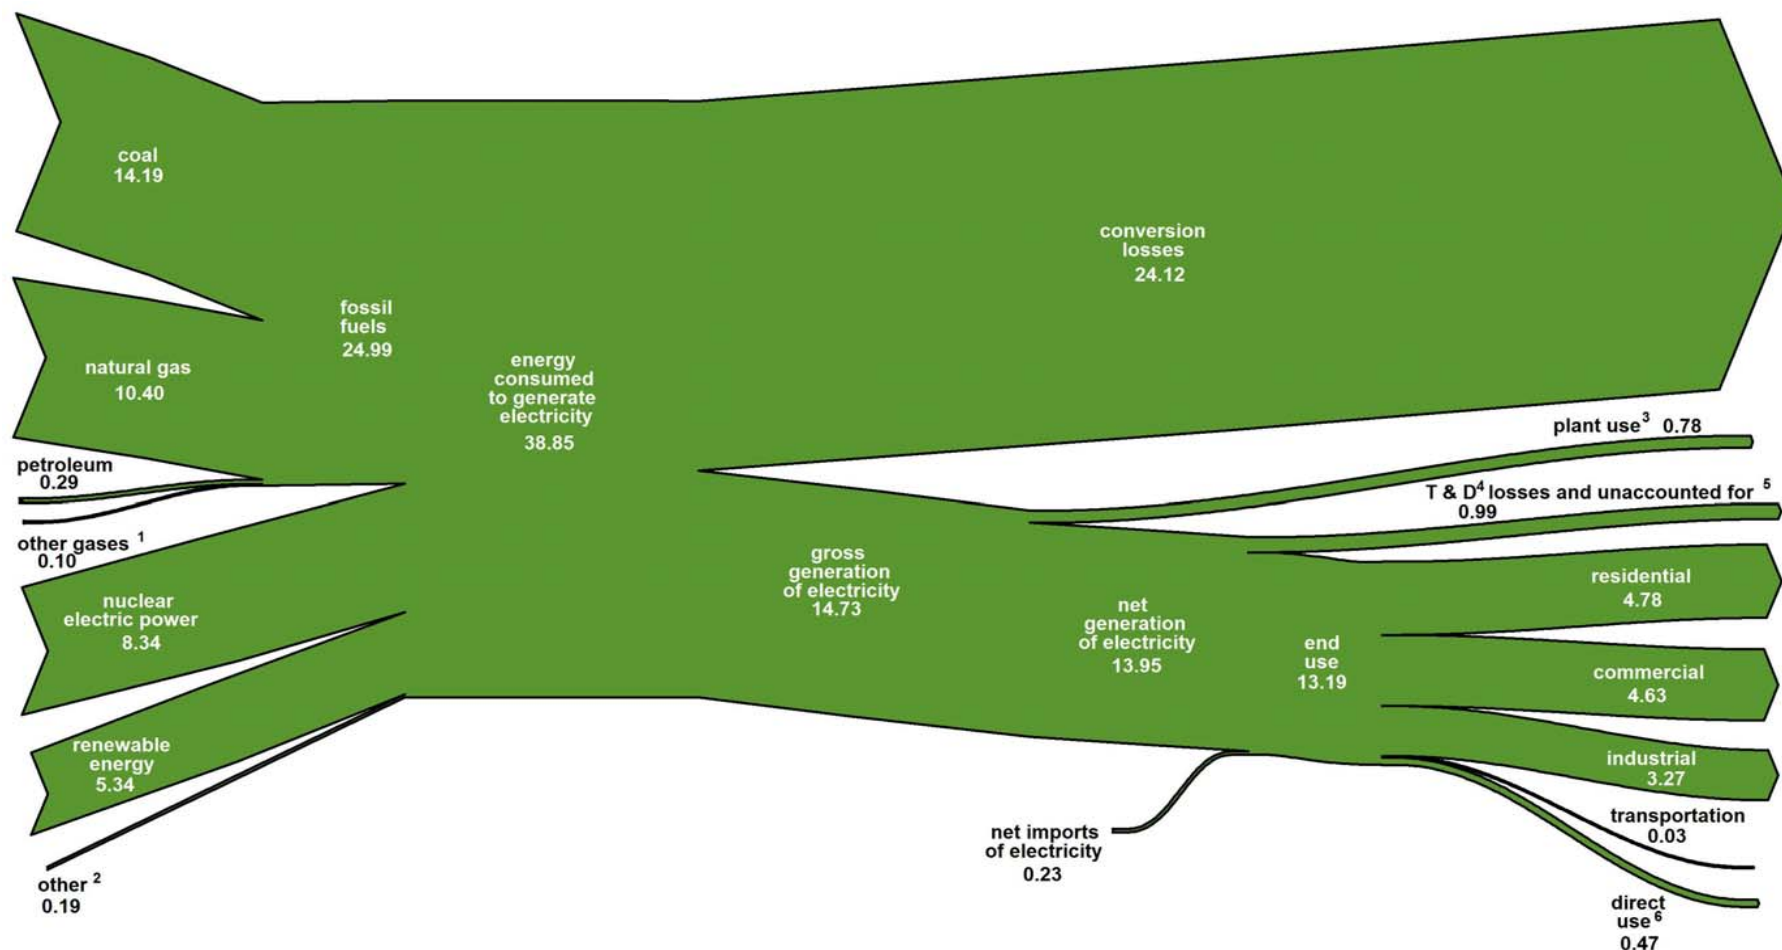 coal
14.19
natural gas
10.40
petroleum
0.29
other gases 1
0.10
nuclear
electric power
8.34
renewable
energy
5.34
other 2
0.19
fossil
fuels
24.99
energy
consumed
to generate
electricity
38.85
conversion
losses
24.12
gross
generation
of electricity
14.73
net
generation
of electricity
13.95
net imports
of electricity
0.23
end
use
13.19
plant use3 0.78
T & D4 losses and unaccounted for 5
0.99
residential
4.78
commercial
4.63
industrial
3.27
transportation
0.03
direct
use6
0.47